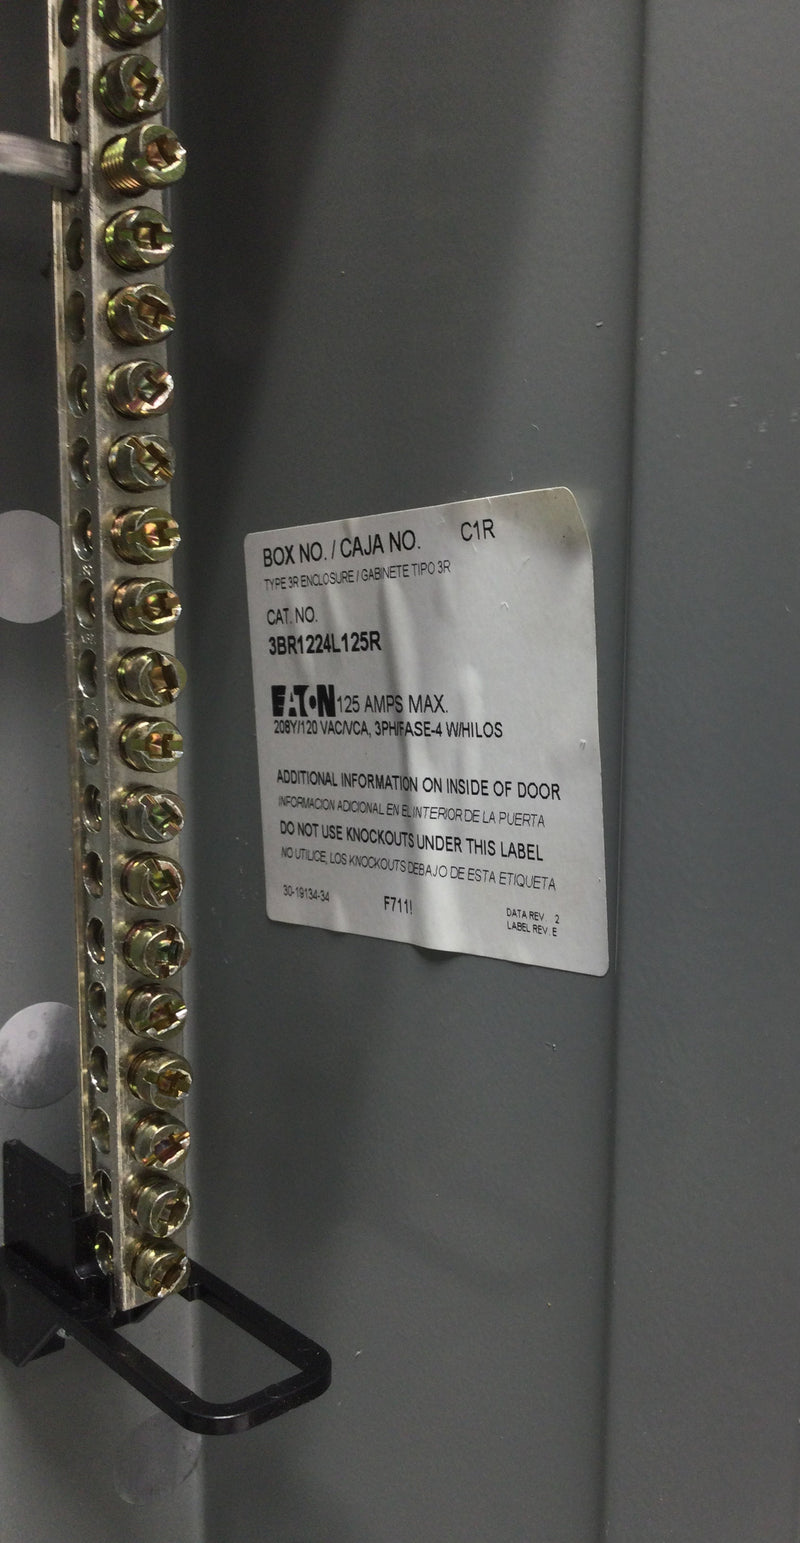 BOX NO. / CAJA NO. C1R
TYPE 3R ENCLOSURE / GABINETE TIPO 3R
CAT. NO.
3BR1224L125R
EATON 125 AMPS MAX.
208Y/120 VAC/VCA, 3PH/FASE-4 W/HILOS
ADDITIONAL INFORMATION ON INSIDE OF DOOR
INFORMACION ADICIONAL EN EL INTERIOR DE LA PUERTA
DO NOT USE KNOCKOUTS UNDER THIS LABEL
NO UTILICE, LOS KNOCKOUTS DEBAJO DE ESTA ETIQUETA
30-19134-34 F711! DATA REV. 2
LABEL REV. E